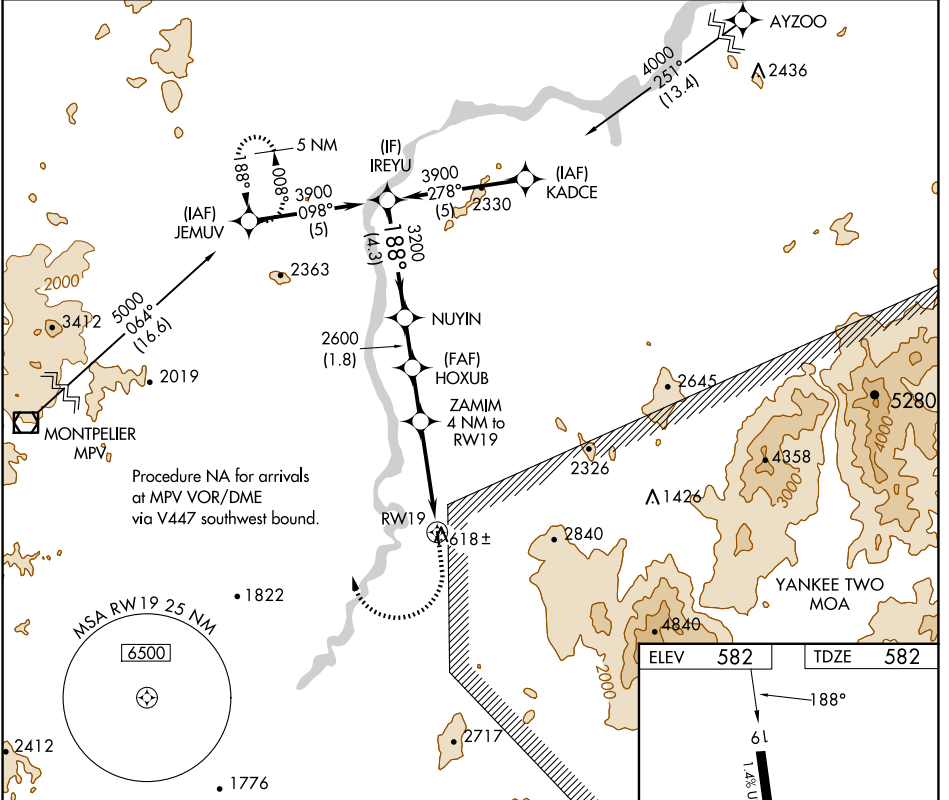 AYZOO
4000
251°
(13.4)
2436
5 NM
188°
008°
(IF)
IREYU
(IAF)
KADCE
3900
278°
(5)
2330
3900
098°
(5)
(IAF)
JEMUV
3200
188°
(4.3)
2363
2000
3412
5000
064°
(16.6)
NUYIN
2600
(1.8)
(FAF)
HOXUB
2019
2645
5280
ZAMIM
4 NM to
RW19
4000
MONTPELIER
MPV
2326
4358
3000
Procedure NA for arrivals
at MPV VOR/DME
via V447 southwest bound.
1426
RW19
618±
2840
YANKEE TWO
MOA
1822
MSA RW19 25 NM
6500
4840
2000
ELEV 582
TDZE 582
188°
19
1.4% U
2412
2717
1776